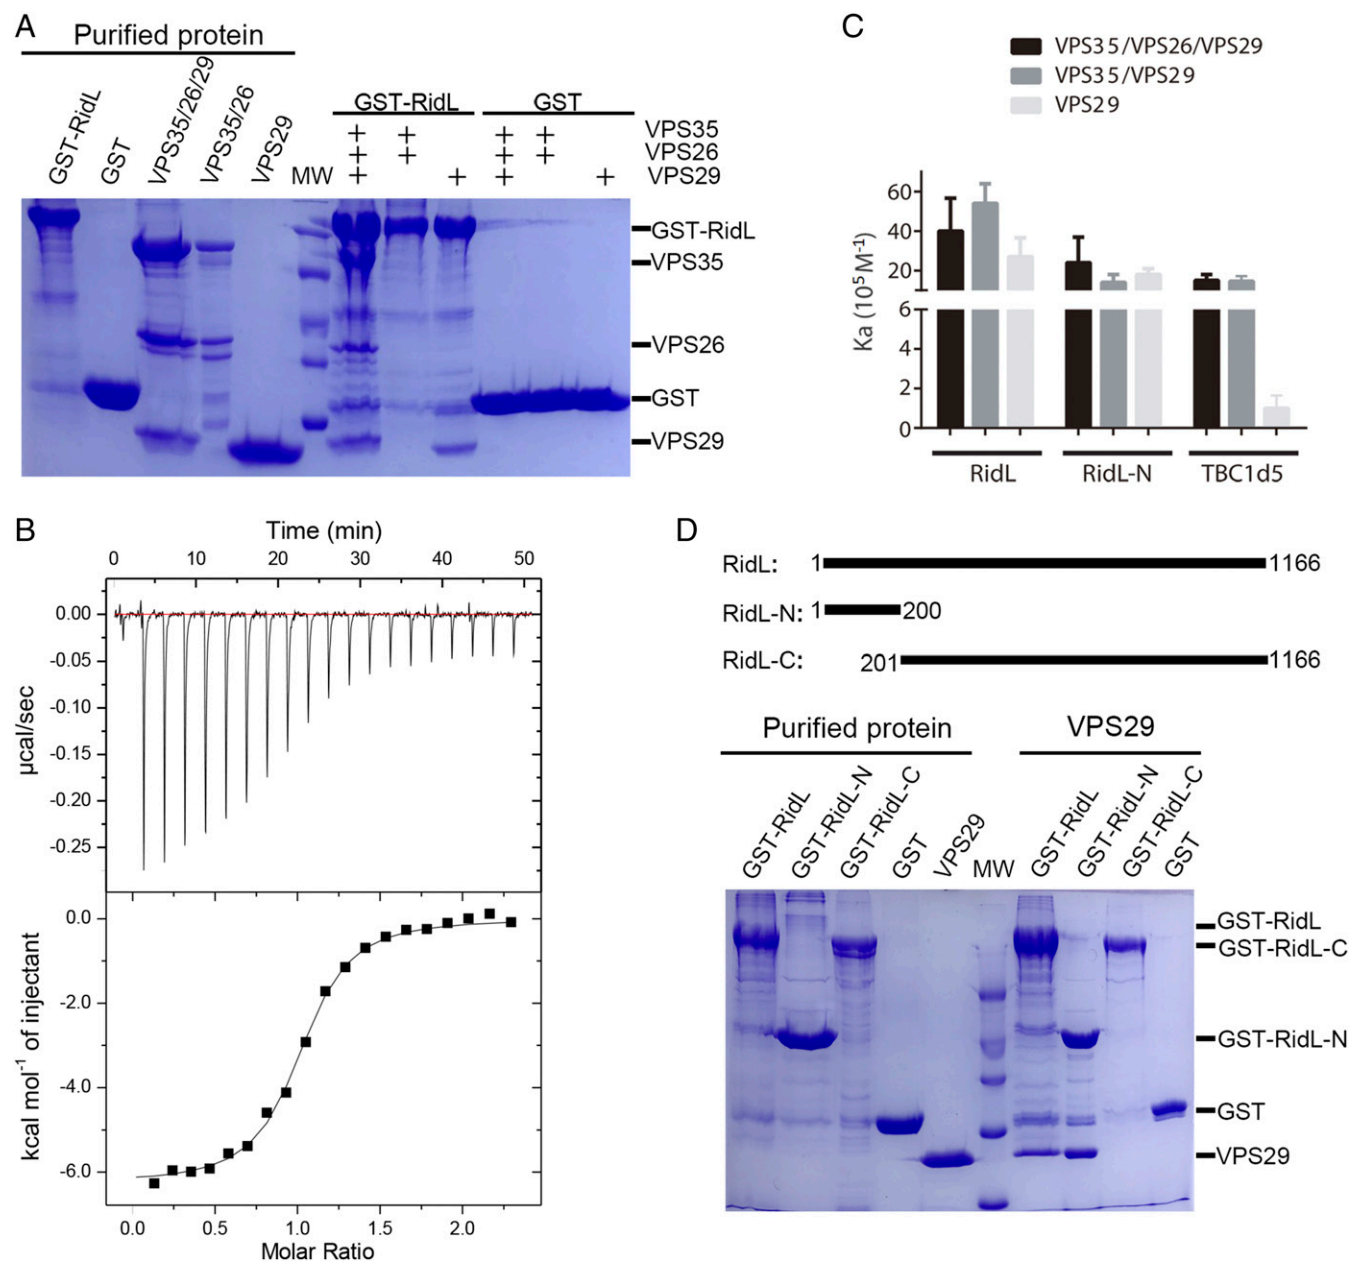 A
Purified protein
GST-RidL
GST
VPS35/26/29
VPS35/26
VPS29
MW
GST-RidL
GST
+ + + + VPS35
+ + + + VPS26
+ + + + VPS29
GST-RidL
VPS35
VPS26
GST
VPS29
B
Time (min)
0 10 20 30 40 50
0.00
-0.05
-0.10
-0.15
-0.20
-0.25
µcal/sec
0.0
-2.0
-4.0
-6.0
kcal mol-1 of injectant
0.0 0.5 1.0 1.5 2.0
Molar Ratio
C
VPS35/VPS26/VPS29
VPS35/VPS29
VPS29
Ka (10⁵ M⁻¹)
60
40
20
6
4
2
0
RidL RidL-N TBC1d5
D
RidL: 1 1166
RidL-N: 1 200
RidL-C: 201 1166
Purified protein
VPS29
GST-RidL
GST-RidL-N
GST-RidL-C
GST
VPS29
MW
GST-RidL
GST-RidL-N
GST-RidL-C
GST
GST-RidL
GST-RidL-C
GST-RidL-N
GST
VPS29